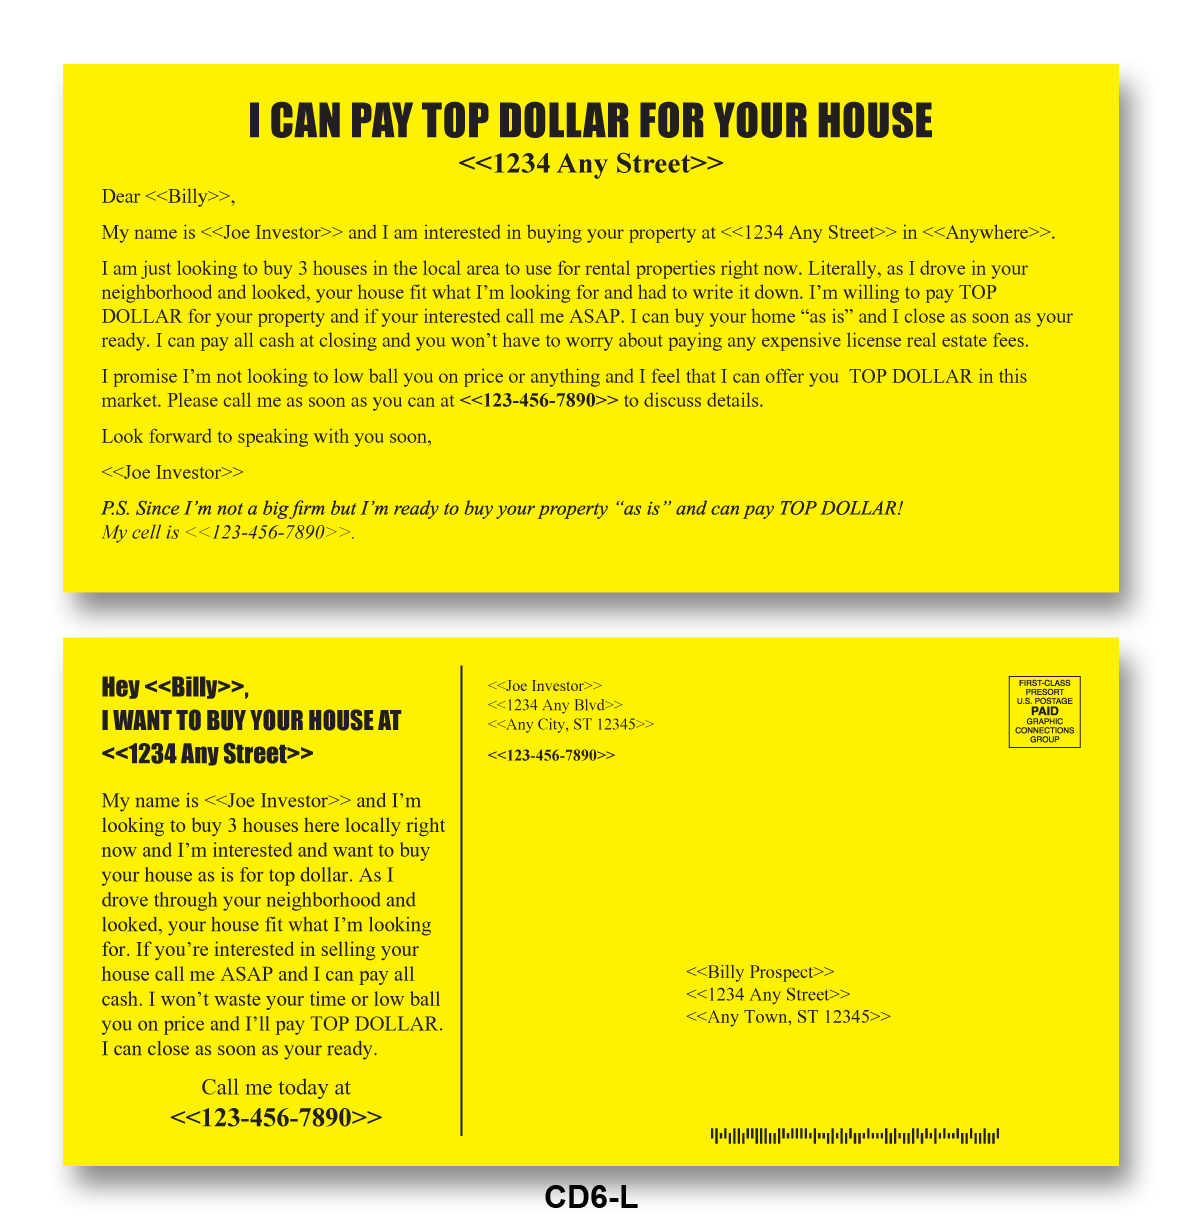 I CAN PAY TOP DOLLAR FOR YOUR HOUSE
<<1234 Any Street>>
Dear <<Billy>>,
My name is <<Joe Investor>> and I am interested in buying your property at <<1234 Any Street>> in <<Anywhere>>.
I am just looking to buy 3 houses in the local area to use for rental properties right now. Literally, as I drove in your
neighborhood and looked, your house fit what I’m looking for and had to write it down. I’m willing to pay TOP
DOLLAR for your property and if your interested call me ASAP. I can buy your home “as is” and I close as soon as your
ready. I can pay all cash at closing and you won’t have to worry about paying any expensive license real estate fees.
I promise I’m not looking to low ball you on price or anything and I feel that I can offer you  TOP DOLLAR in this
market. Please call me as soon as you can at <<123-456-7890>> to discuss details.
Look forward to speaking with you soon,
<<Joe Investor>>
P.S. Since I’m not a big firm but I’m ready to buy your property “as is” and can pay TOP DOLLAR!
My cell is <<123-456-7890>>.
Hey <<Billy>>,
I WANT TO BUY YOUR HOUSE AT
<<1234 Any Street>>
My name is <<Joe Investor>> and I’m
looking to buy 3 houses here locally right
now and I’m interested and want to buy
your house as is for top dollar. As I
drove through your neighborhood and
looked, your house fit what I’m looking
for. If you’re interested in selling your
house call me ASAP and I can pay all
cash. I won’t waste your time or low ball
you on price and I’ll pay TOP DOLLAR.
I can close as soon as your ready.
Call me today at
<<123-456-7890>>
<<Joe Investor>>
<<1234 Any Blvd>>
<<Any City, ST 12345>>
<<123-456-7890>>
FIRST-CLASS
PRESORT
U.S. POSTAGE
PAID
GRAPHIC
CONNECTIONS
GROUP
<<Billy Prospect>>
<<1234 Any Street>>
<<Any Town, ST 12345>>
CD6-L